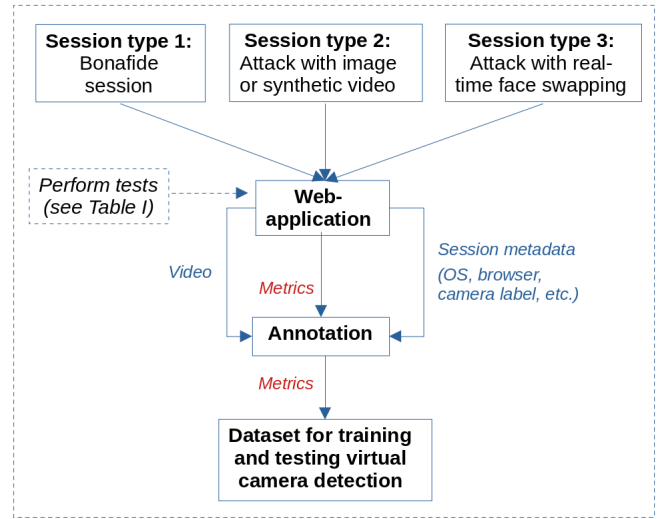 Session type 1:
Bonafide
session
Session type 2:
Attack with image
or synthetic video
Session type 3:
Attack with real-
time face swapping
Perform tests
(see Table I)
Web-
application
Video
Metrics
Session metadata
(OS, browser,
camera label, etc.)
Annotation
Metrics
Dataset for training
and testing virtual
camera detection